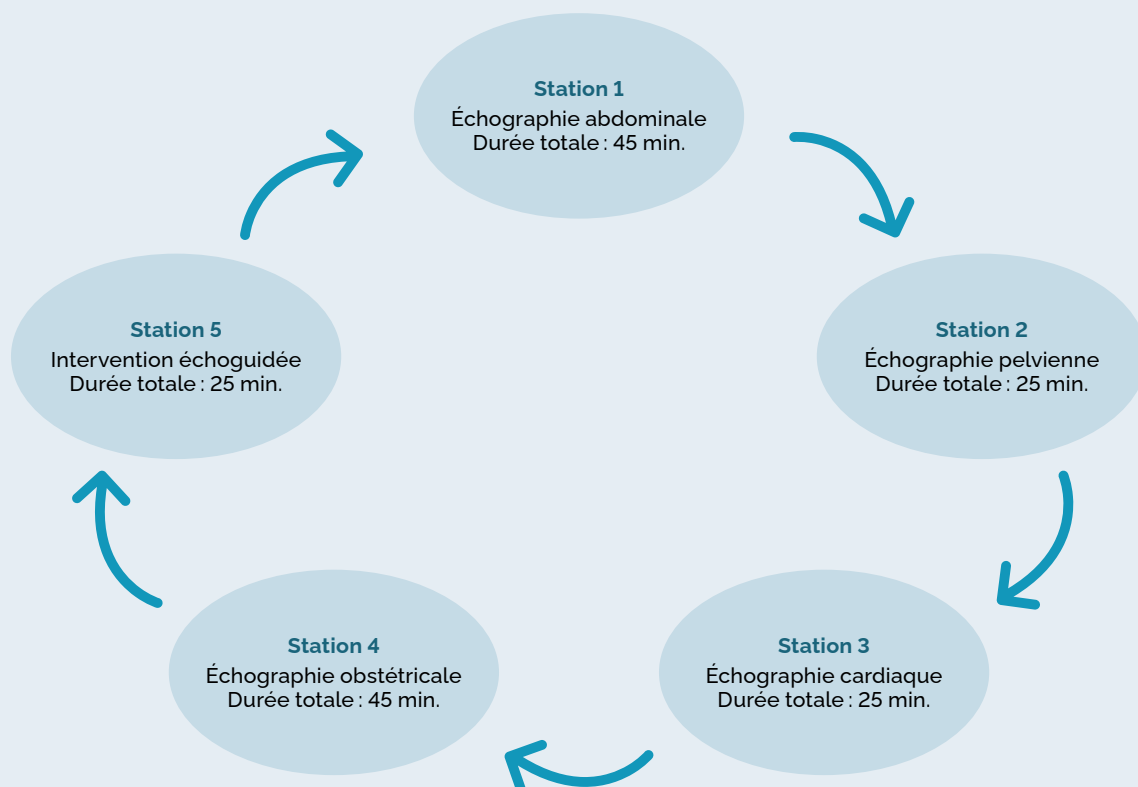 Station 1
Échographie abdominale
Durée totale : 45 min.
Station 2
Échographie pelvienne
Durée totale : 25 min.
Station 3
Échographie cardiaque
Durée totale : 25 min.
Station 4
Échographie obstétricale
Durée totale : 45 min.
Station 5
Intervention échoguidée
Durée totale : 25 min.